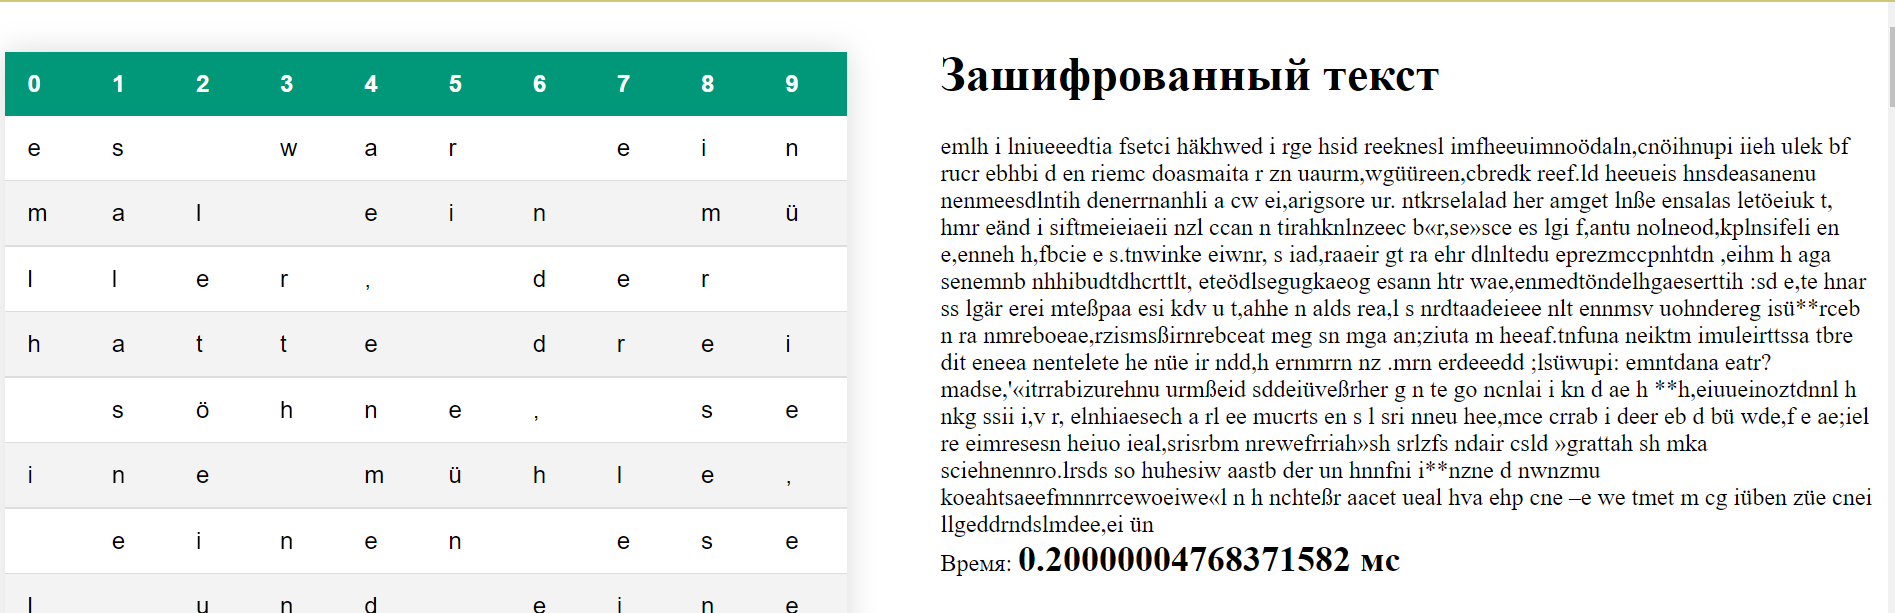 0 1 2 3 4 5 6 7 8 9
e s w a r e i n
m a l e i n m ü
l l e r , d e r
h a t t e d r e i
s ö h n e , s e
i n e m ü h l e ,
e i n e n e s e
l u n d e i n e
Зашифрованный текст
emlh i lniueeedtia fsetci häkhwed i rge hsid reeknesl imfheeuimnoödaln,cnöihnupi iieh ulek bf
rucr ebhbi d en riemc doasmaita r zn uaurm,wgüüreen,cbredk reef.ld heeueis hnsdeasanenu
nenmeesdlntih denerrnanhli a cw ei,arigsore ur. ntkrselalad her amget lnße ensalas letöeiuk t,
hmr eänd i siftmeieiaeii nzl ccan n tirahknlnzeec b«r,se»sce es lgi f,antu nolneod,kplnsifeli en
e,enneh h,fbcie e s.tnwinke eiwnr, s iad,raaeir gt ra ehr dlnltedu eprezmccpnhtdn ,eihm h aga
senemnb nhhibudtdhcrttlt, eteödlsegugkaeog esann htr wae,enmedtöndelhgaeserttih :sd e,te hnar
ss lgär erei mteßpaa esi kdv u t,ahhe n alds rea,l s nrdtaadeieee nlt ennmsv uohndereg isü**rceb
n ra nmreboeae,rzismsßirnrebceat meg sn mga an;ziuta m heeaf.tnfuna neiktm imuleirttssa tbre
dit eneea nentelete he nüe ir ndd,h ernmrrn nz .mrn erdeeedd ;lsüwupi: emntdana eatr?
madse,'«itrrabizurehnu urmßeid sddeiüveßrher g n te go ncnlai i kn d ae h **h,eiuueinoztdnnl h
nkg ssii i,v r, elnhiaesech a rl ee mucrts en s l sri nneu hee,mce crrab i deer eb d bü wde,f e ae;iel
re eimresesn heiuo ieal,srisrbm nrewefrriah»sh srlzfs ndair csld »grattah sh mka
sciehnennro.lrsds so huhesiw aastb der un hnnfni i**nzne d nwnzmu
koeahtsaeefmnnrrcewoeiwe«l n h nchteßr aacet ueal hva ehp cne –e we tmet m cg iüben züe cnei
llgeddrndslmdee,ei ün
Время: 0.20000004768371582 мс